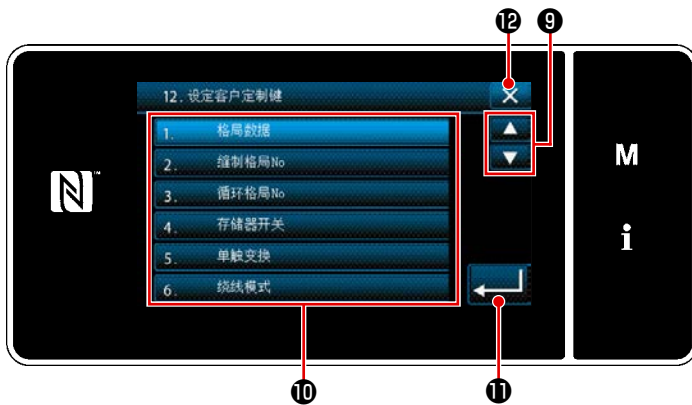 ⓬ ❾
12. 设定客户定制键
1. 格局数据
2. 缝制格局No
3. 循环格局No
4. 存储器开关
5. 单触变换
6. 绕线模式
M
i
❿ ⓫